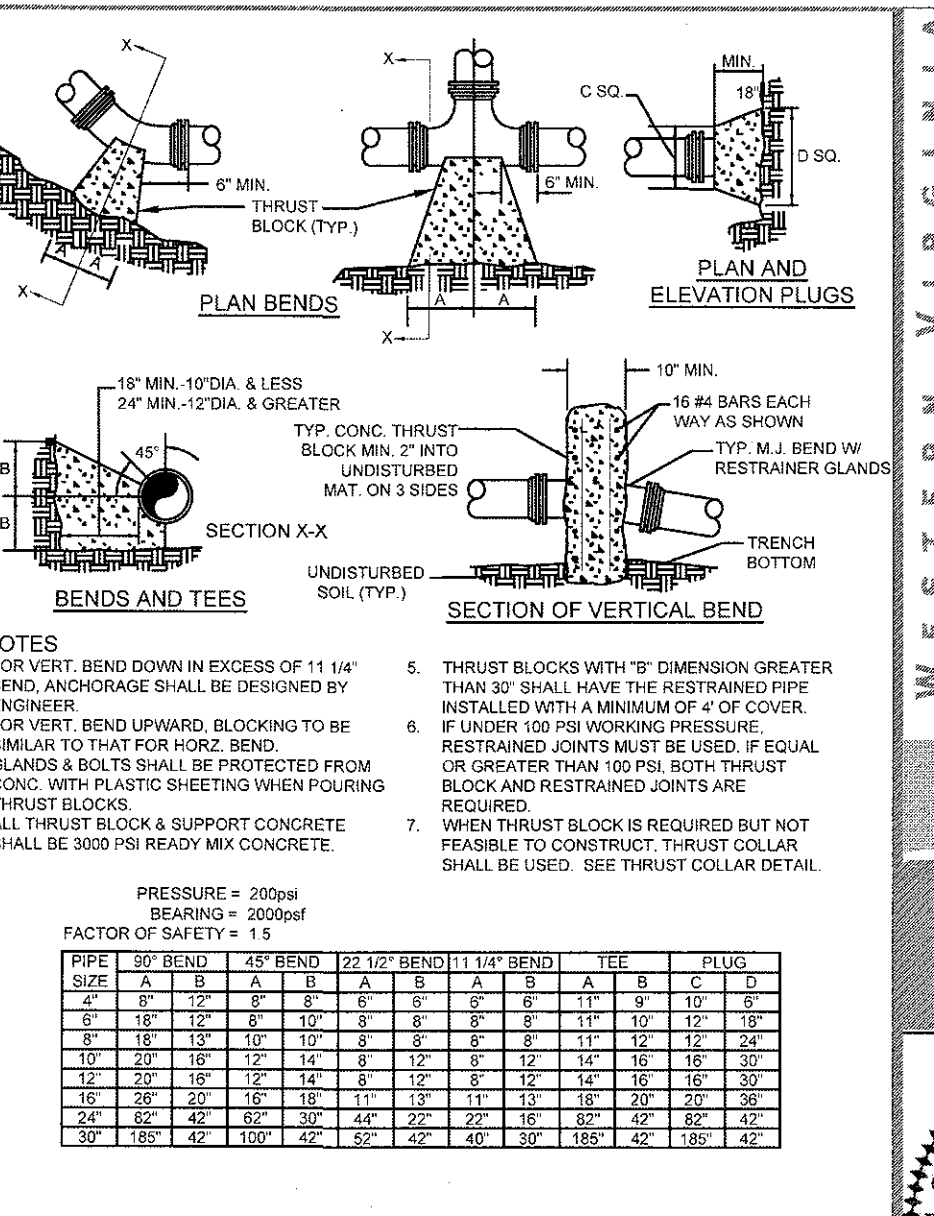 X
X
6" MIN.
THRUST
BLOCK (TYP.)
A
A
X
X
6" MIN.
A
A
PLAN BENDS
MIN.
18"
C SQ.
D SQ.
PLAN AND
ELEVATION PLUGS
18" MIN.-10"DIA. & LESS
24" MIN.-12"DIA. & GREATER
45°
B
B
SECTION X-X
BENDS AND TEES
10" MIN.
16 #4 BARS EACH
WAY AS SHOWN
TYP. CONC. THRUST
BLOCK MIN. 2" INTO
UNDISTURBED
MAT. ON 3 SIDES
TYP. M.J. BEND W/
RESTRAINER GLANDS
TRENCH
BOTTOM
UNDISTURBED
SOIL (TYP.)
SECTION OF VERTICAL BEND
OTES
OR VERT. BEND DOWN IN EXCESS OF 11 1/4"
BEND, ANCHORAGE SHALL BE DESIGNED BY
ENGINEER.
OR VERT. BEND UPWARD, BLOCKING TO BE
SIMILAR TO THAT FOR HORZ. BEND.
GLANDS & BOLTS SHALL BE PROTECTED FROM
CONC. WITH PLASTIC SHEETING WHEN POURING
THRUST BLOCKS.
ALL THRUST BLOCK & SUPPORT CONCRETE
SHALL BE 3000 PSI READY MIX CONCRETE.
5. THRUST BLOCKS WITH "B" DIMENSION GREATER
THAN 30" SHALL HAVE THE RESTRAINED PIPE
INSTALLED WITH A MINIMUM OF 4' OF COVER.
6. IF UNDER 100 PSI WORKING PRESSURE,
RESTRAINED JOINTS MUST BE USED. IF EQUAL
OR GREATER THAN 100 PSI, BOTH THRUST
BLOCK AND RESTRAINED JOINTS ARE
REQUIRED.
7. WHEN THRUST BLOCK IS REQUIRED BUT NOT
FEASIBLE TO CONSTRUCT. THRUST COLLAR
SHALL BE USED. SEE THRUST COLLAR DETAIL.
PRESSURE = 200psi
BEARING = 2000psf
FACTOR OF SAFETY = 1.5
PIPE 90° BEND 45° BEND 22 1/2° BEND 11 1/4° BEND TEE PLUG
SIZE A B A B A B A B A B C D
4" 8" 12" 8" 8" 6" 6" 6" 6" 11" 9" 10" 6"
6" 18" 12" 8" 10" 8" 8" 8" 8" 11" 10" 12" 18"
8" 18" 13" 10" 10" 8" 8" 8" 8" 11" 12" 12" 24"
10" 20" 16" 12" 14" 8" 12" 8" 12" 14" 16" 16" 30"
12" 20" 16" 12" 14" 8" 12" 8" 12" 14" 16" 16" 30"
16" 26" 20" 16" 18" 11" 13" 11" 13" 18" 20" 20" 36"
24" 82" 42" 62" 30" 44" 22" 22" 16" 82" 42" 82" 42"
30" 185" 42" 100" 42" 52" 42" 40" 30" 185" 42" 185" 42"
WESTERN VIRGINIA